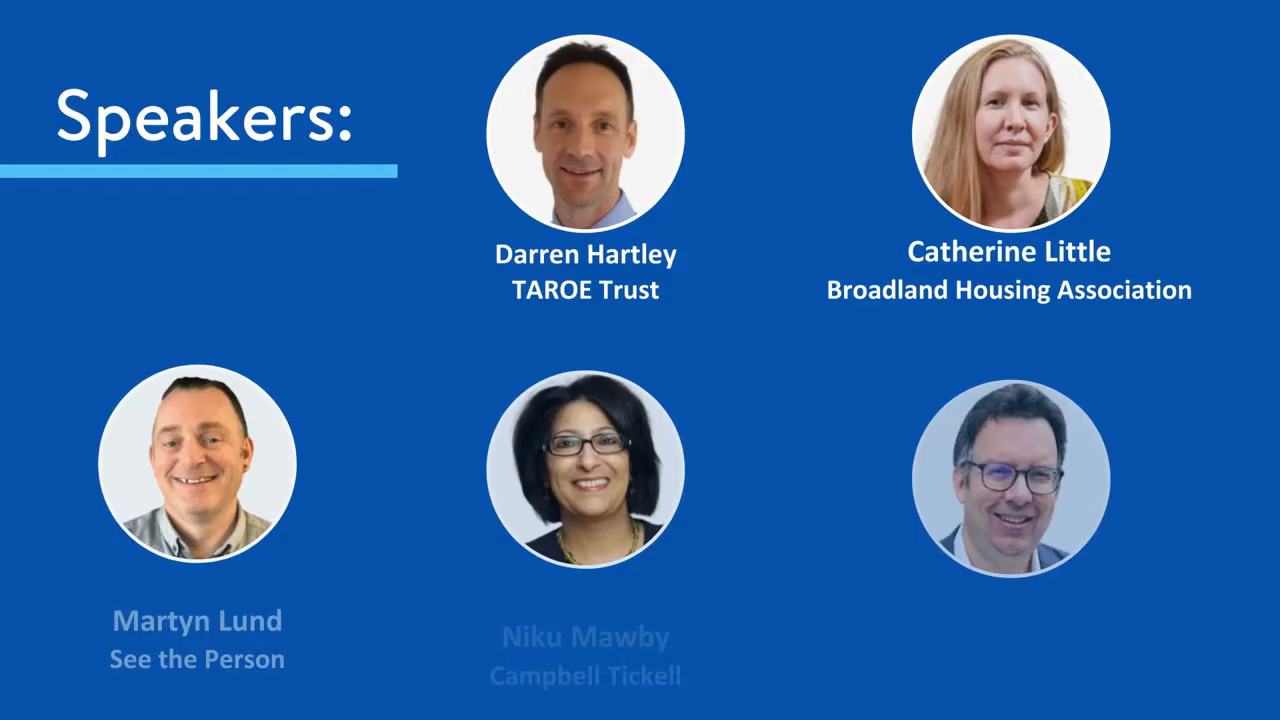 Speakers:
Darren Hartley
TAROE Trust
Catherine Little
Broadland Housing Association
Martyn Lund
See the Person
Niku Mawby
Campbell Tickell